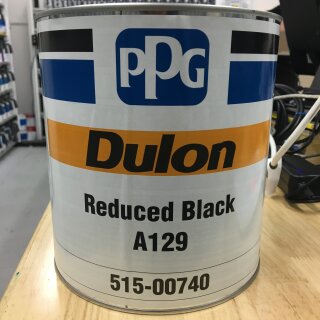 PPG
Dulon
Reduced Black
A129
515-00740